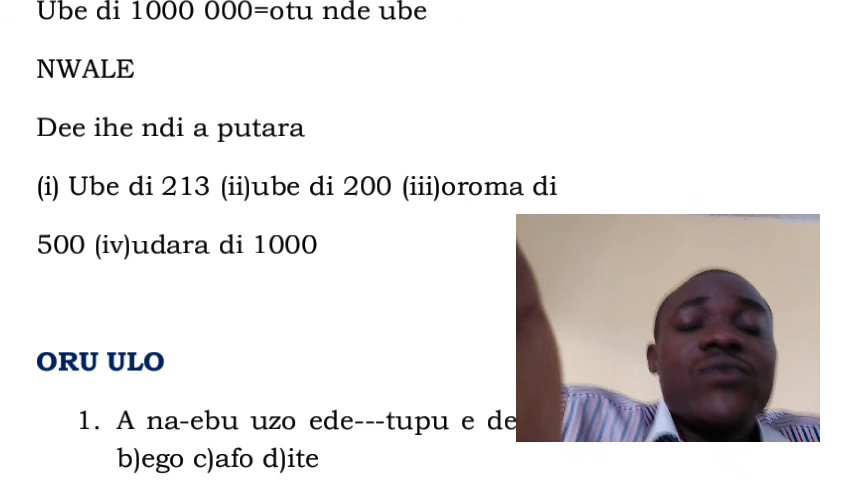 Ube di 1000 000=otu nde ube
NWALE
Dee ihe ndi a putara
(i) Ube di 213 (ii)ube di 200 (iii)oroma di
500 (iv)udara di 1000
ORU ULO
1. A na-ebu uzo ede---tupu e de
b)ego c)afo d)ite